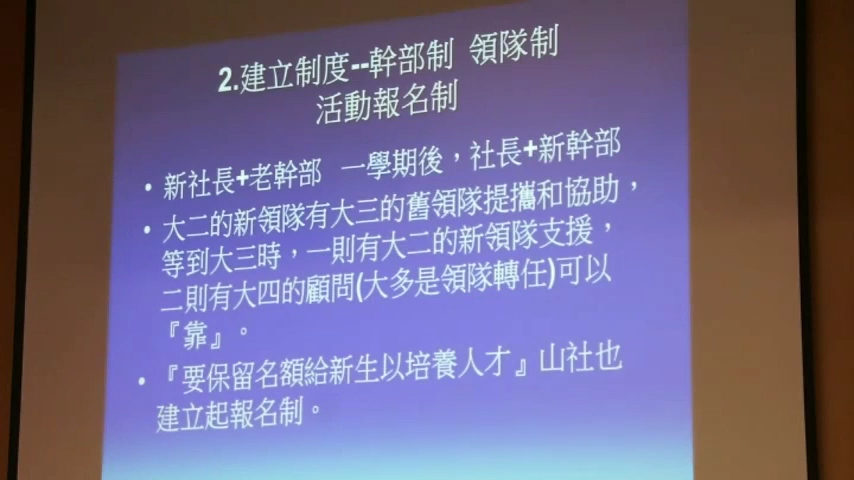 2.建立制度--幹部制 領隊制
活動報名制
• 新社長+老幹部 一學期後，社長+新幹部
• 大二的新領隊有大三的舊領隊提攜和協助，
等到大三時，一則有大二的新領隊支援，
二則有大四的顧問(大多是領隊轉任)可以
『靠』。
• 『要保留名額給新生以培養人才』山社也
建立起報名制。